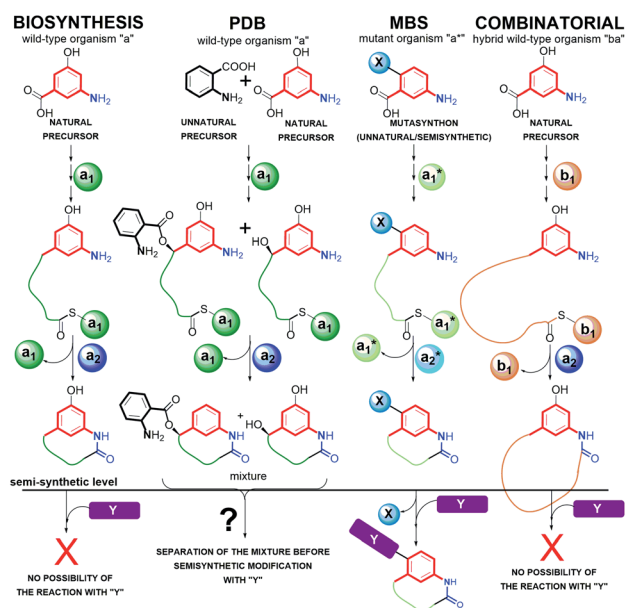 BIOSYNTHESIS
wild-type organism "a"
PDB
wild-type organism "a"
MBS
mutant organism "a*"
COMBINATORIAL
hybrid wild-type organism "ba"
OH
O
OH
NH₂
NATURAL
PRECURSOR
COOH
NH₂
+
OH
O
OH
NH₂
UNNATURAL
PRECURSOR
NATURAL
PRECURSOR
X
O
OH
NH₂
MUTASYNTHON
(UNNATURAL/SEMISYNTHETIC)
OH
O
OH
NH₂
NATURAL
PRECURSOR
a₁
a₁
a₁*
b₁
OH
NH₂
S
O
a₁
O
NH₂
O
OH
NH₂
S
O
a₁
+
OH
HO
NH₂
S
O
a₁
X
NH₂
S
O
a₁*
OH
NH₂
S
O
b₁
a₁
a₂
a₁
a₂
a₁*
a₂*
b₁
a₂
OH
NH
O
O
NH₂
O
NH
O
+
OH
HO
NH
O
mixture
X
NH
O
OH
NH
O
semi-synthetic level
Y
X
NO POSSIBILITY OF
THE REACTION WITH "Y"
?
SEPARATION OF THE MIXTURE BEFORE
SEMISYNTHETIC MODIFICATION
WITH "Y"
X
Y
Y
NH
O
Y
X
NO POSSIBILITY OF
THE REACTION WITH "Y"